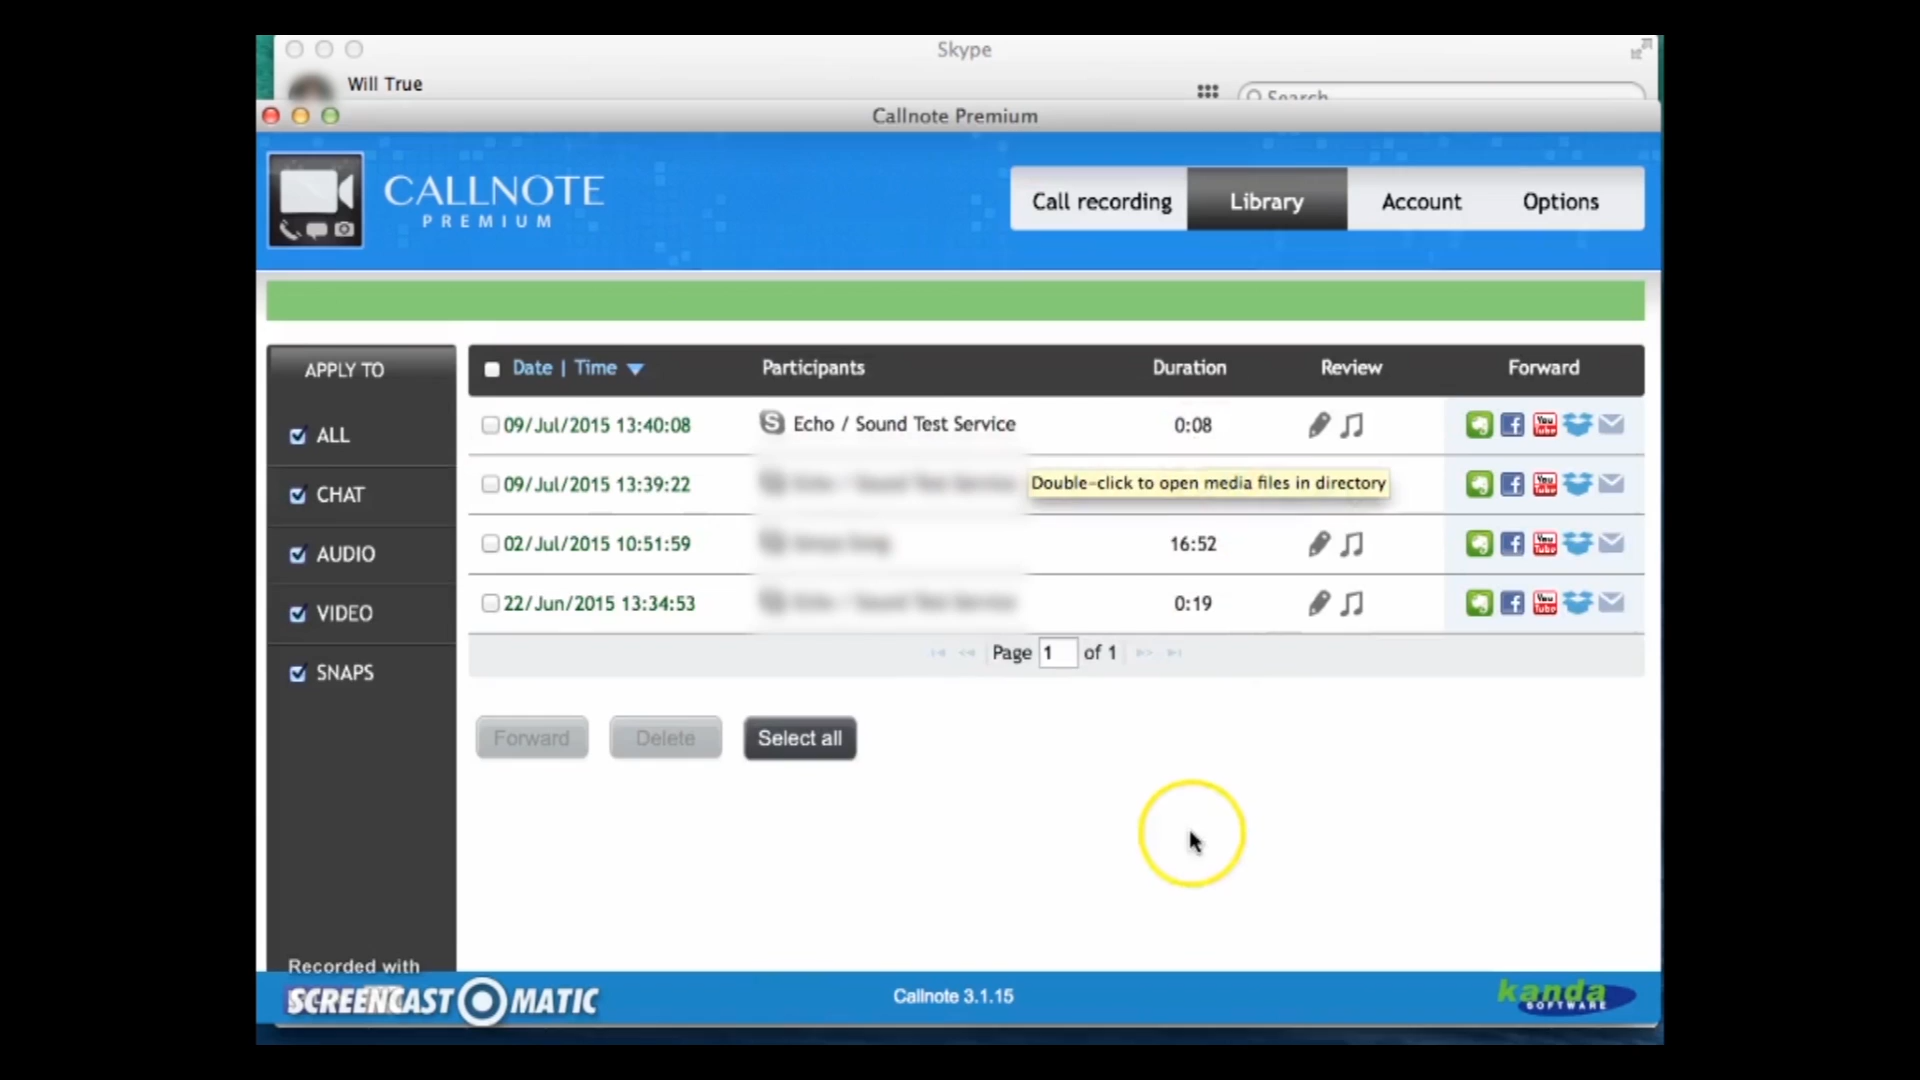 Skype
Will True
Search
Callnote Premium
CALLNOTE
PREMIUM
Call recording Library Account Options
APPLY TO
ALL
CHAT
AUDIO
VIDEO
SNAPS
Date | Time Participants Duration Review Forward
09/Jul/2015 13:40:08 Echo / Sound Test Service 0:08
09/Jul/2015 13:39:22
Double-click to open media files in directory
02/Jul/2015 10:51:59 16:52
22/Jun/2015 13:34:53 0:19
Page 1 of 1
Forward Delete Select all
Recorded with
SCREENCAST MATIC
Callnote 3.1.15
kanda
SOFTWARE